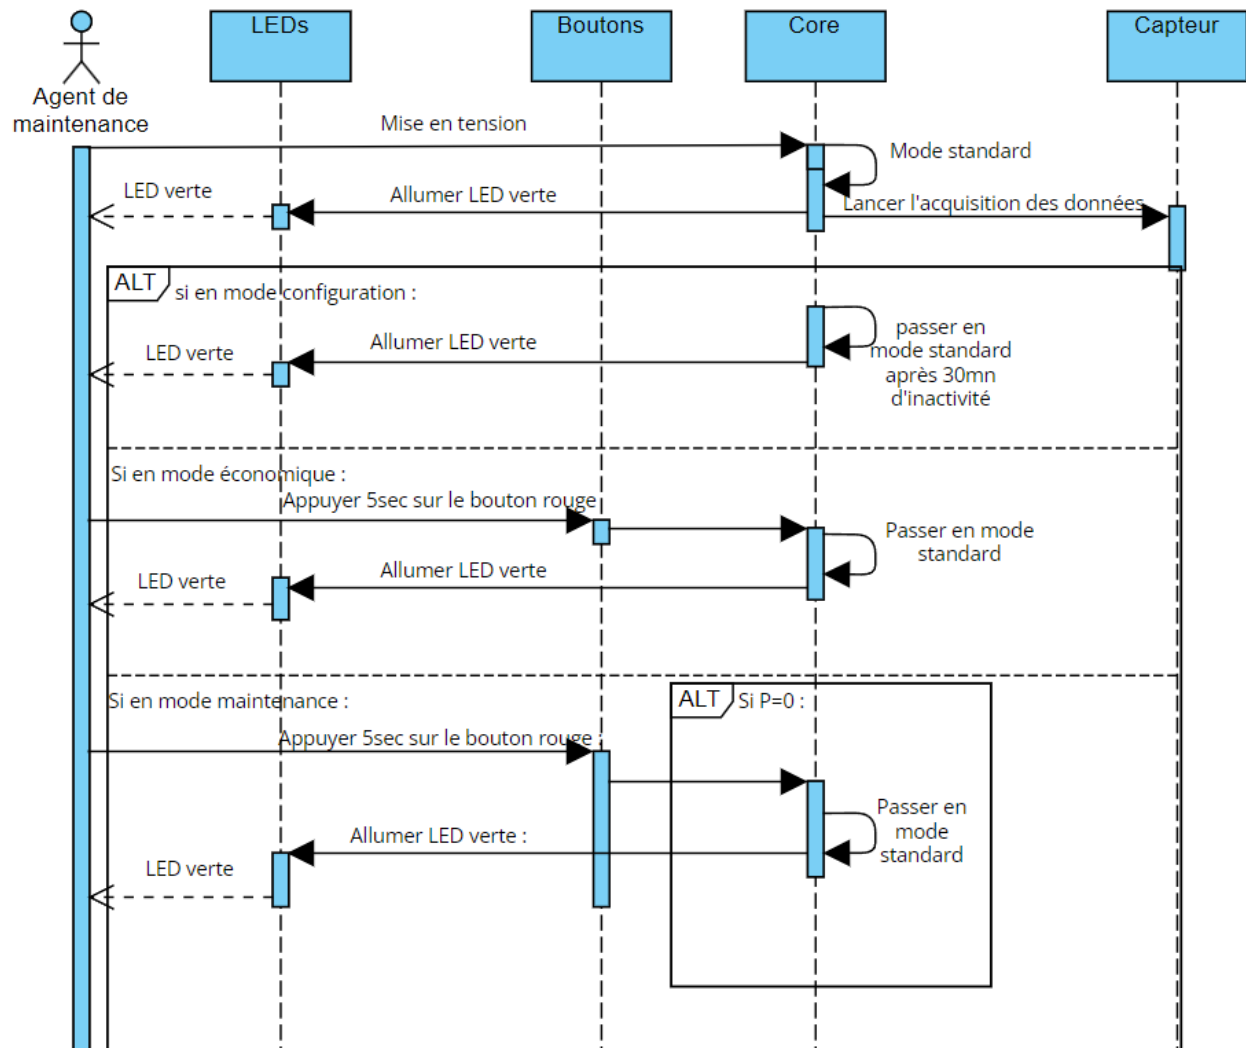 LEDs
Boutons
Core
Capteur
Agent de
maintenance
Mise en tension
Mode standard
LED verte
Allumer LED verte
Lancer l'acquisition des données
ALT
si en mode configuration :
LED verte
Allumer LED verte
passer en
mode standard
après 30mn
d'inactivité
Si en mode économique :
Appuyer 5sec sur le bouton rouge
Passer en mode
standard
LED verte
Allumer LED verte
Si en mode maintenance :
ALT
Si P=0 :
Appuyer 5sec sur le bouton rouge :
Passer en
mode
standard
Allumer LED verte :
LED verte